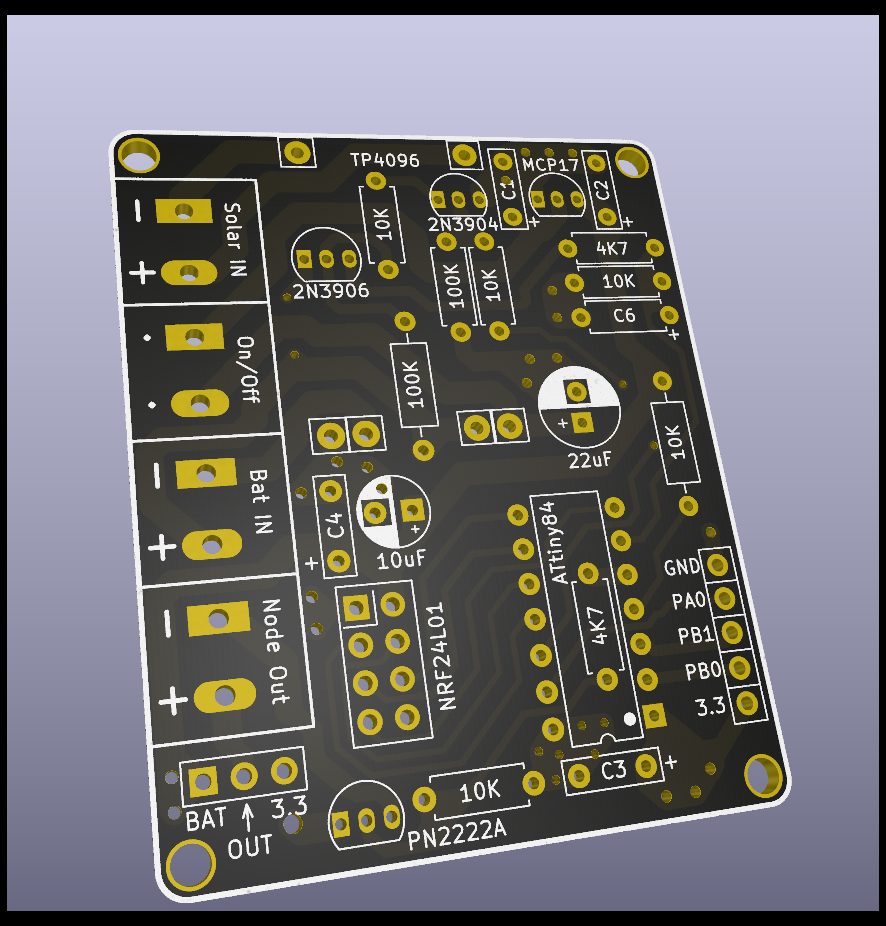 TP4096
MCP17
C1
C2
2N3904
+
+
-
Solar IN
+
10K
2N3906
100K
10K
4K7
10K
C6
+
On/Off
100K
+
22uF
10K
-
Bat IN
+
C4
+
+
10uF
ATtiny84
4K7
GND
PA0
PB1
PB0
3.3
-
Node Out
+
NRF24L01
BAT
3.3
OUT
10K
PN2222A
C3
+